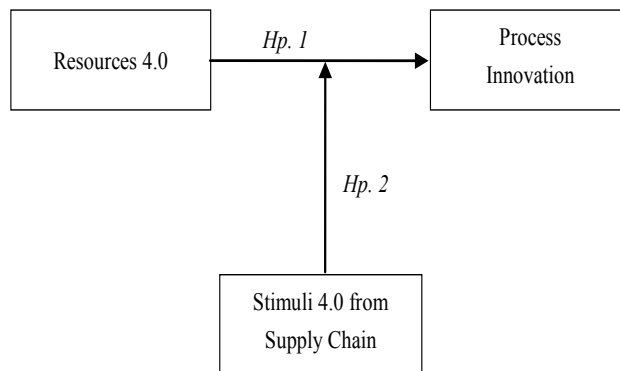 Hp. 1
Resources 4.0
Process
Innovation
Hp. 2
Stimuli 4.0 from
Supply Chain